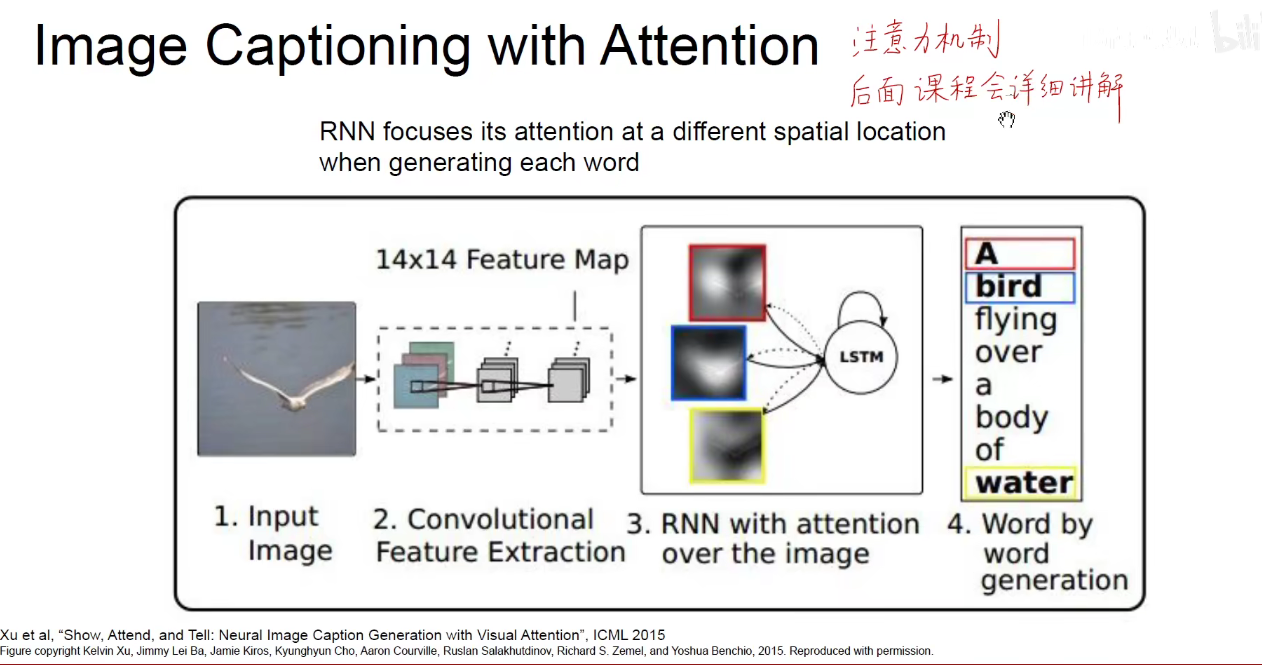 Image Captioning with Attention
注意力机制
后面课程会详细讲解
bili
RNN focuses its attention at a different spatial location
when generating each word
14x14 Feature Map
LSTM
A
bird
flying
over
a
body
of
water
1. Input
Image
2. Convolutional
Feature Extraction
3. RNN with attention
over the image
4. Word by
word
generation
Xu et al, “Show, Attend, and Tell: Neural Image Caption Generation with Visual Attention”, ICML 2015
Figure copyright Kelvin Xu, Jimmy Lei Ba, Jamie Kiros, Kyunghyun Cho, Aaron Courville, Ruslan Salakhutdinov, Richard S. Zemel, and Yoshua Benchio, 2015. Reproduced with permission.